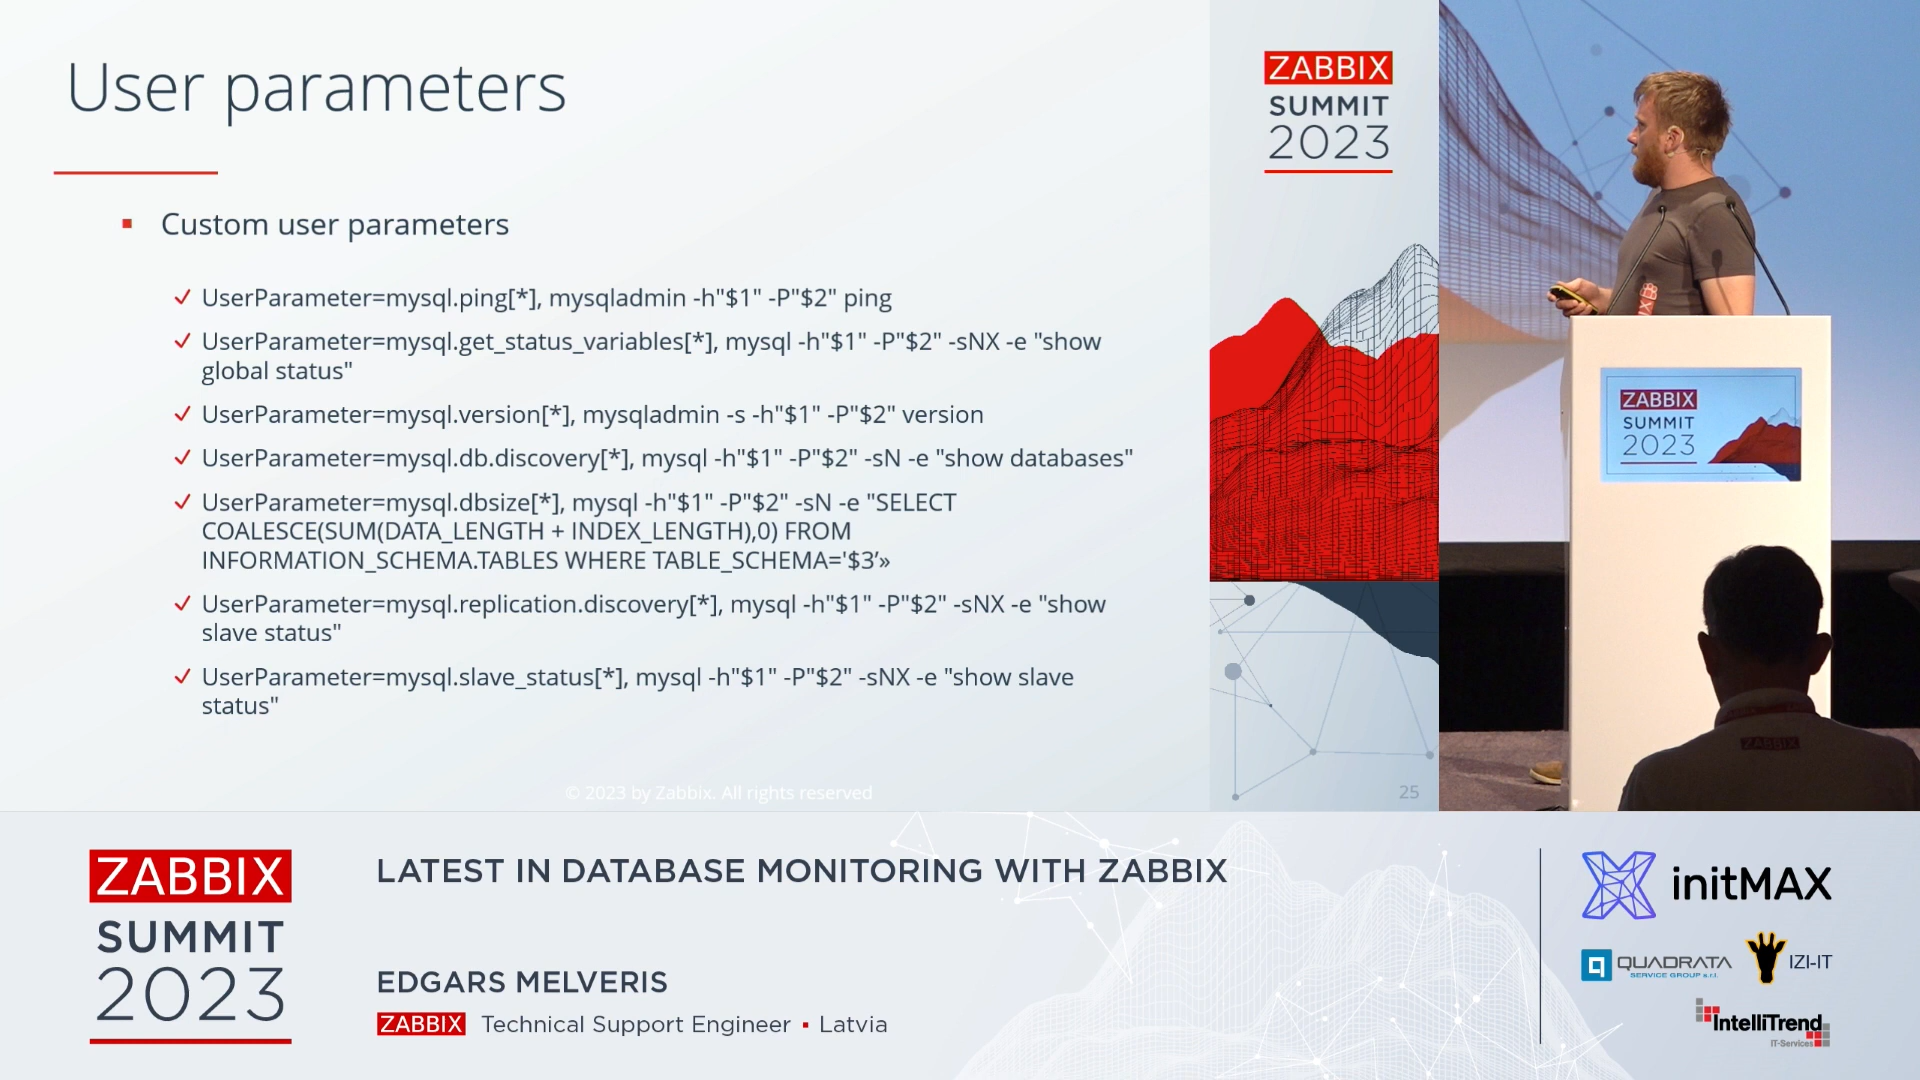 User parameters
Custom user parameters
UserParameter=mysql.ping[*], mysqladmin -h"$1" -P"$2" ping
UserParameter=mysql.get_status_variables[*], mysql -h"$1" -P"$2" -sNX -e "show
global status"
UserParameter=mysql.version[*], mysqladmin -s -h"$1" -P"$2" version
UserParameter=mysql.db.discovery[*], mysql -h"$1" -P"$2" -sN -e "show databases"
UserParameter=mysql.dbsize[*], mysql -h"$1" -P"$2" -sN -e "SELECT
COALESCE(SUM(DATA_LENGTH + INDEX_LENGTH),0) FROM
INFORMATION_SCHEMA.TABLES WHERE TABLE_SCHEMA='$3’»
UserParameter=mysql.replication.discovery[*], mysql -h"$1" -P"$2" -sNX -e "show
slave status"
UserParameter=mysql.slave_status[*], mysql -h"$1" -P"$2" -sNX -e "show slave
status"
© 2023 by Zabbix. All rights reserved
25
ZABBIX
SUMMIT
2023
ZABBIX
SUMMIT
2023
ZABBIX
ZABBIX
SUMMIT
2023
LATEST IN DATABASE MONITORING WITH ZABBIX
EDGARS MELVERIS
ZABBIX Technical Support Engineer ▪ Latvia
initMAX
QUADRATA
SERVICE GROUP s.r.l.
IZI-IT
IntelliTrend
IT-Services